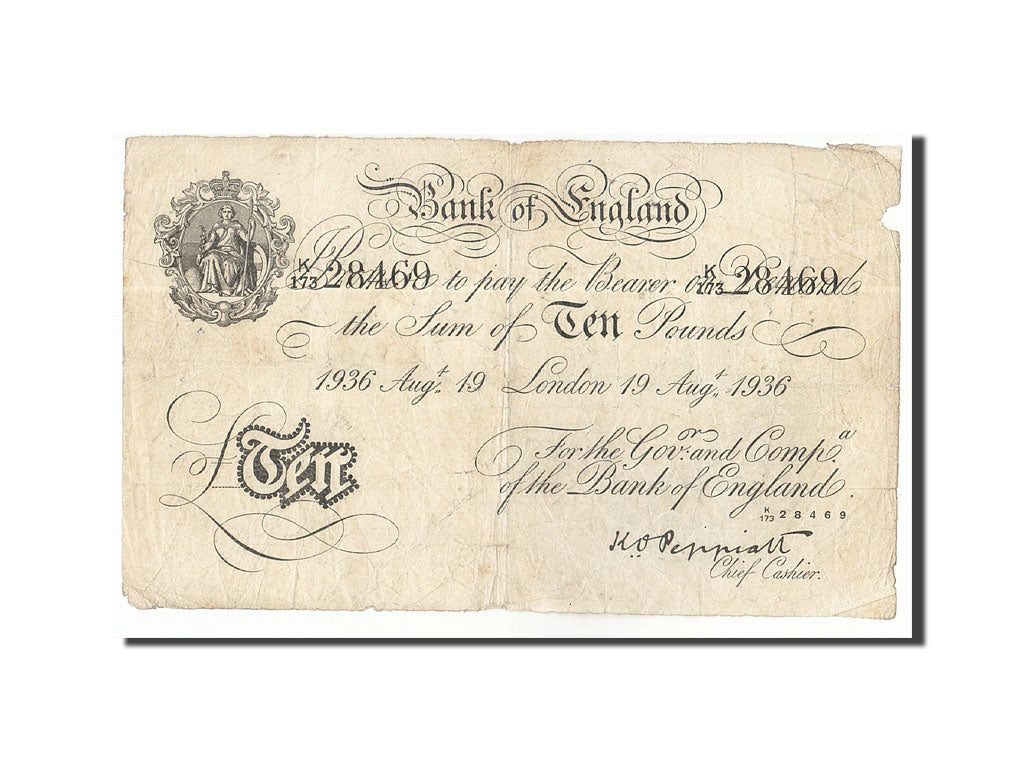 Bank of England
K/173 28469 to pay the Bearer on K/173 28469 Demand
the Sum of Ten Pounds
1936 Augt. 19 London 19 Augt. 1936
For the Govr. and Compa.
of the Bank of England.
£Ten
K/173 28469
K.O. Peppiatt
Chief Cashier.